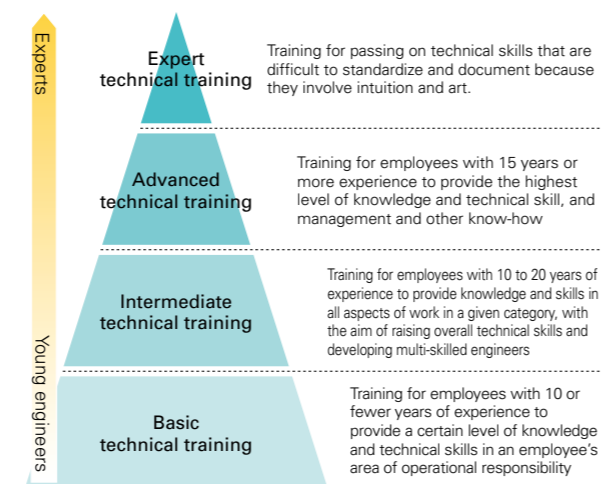 Experts
Expert
technical training
Training for passing on technical skills that are
difficult to standardize and document because
they involve intuition and art.
Advanced
technical training
Training for employees with 15 years or
more experience to provide the highest
level of knowledge and technical skill, and
management and other know-how
Intermediate
technical training
Training for employees with 10 to 20 years of
experience to provide knowledge and skills in
all aspects of work in a given category, with
the aim of raising overall technical skills and
developing multi-skilled engineers
Young engineers
Basic
technical training
Training for employees with 10 or
fewer years of experience to
provide a certain level of knowledge
and technical skills in an employee's
area of operational responsibility